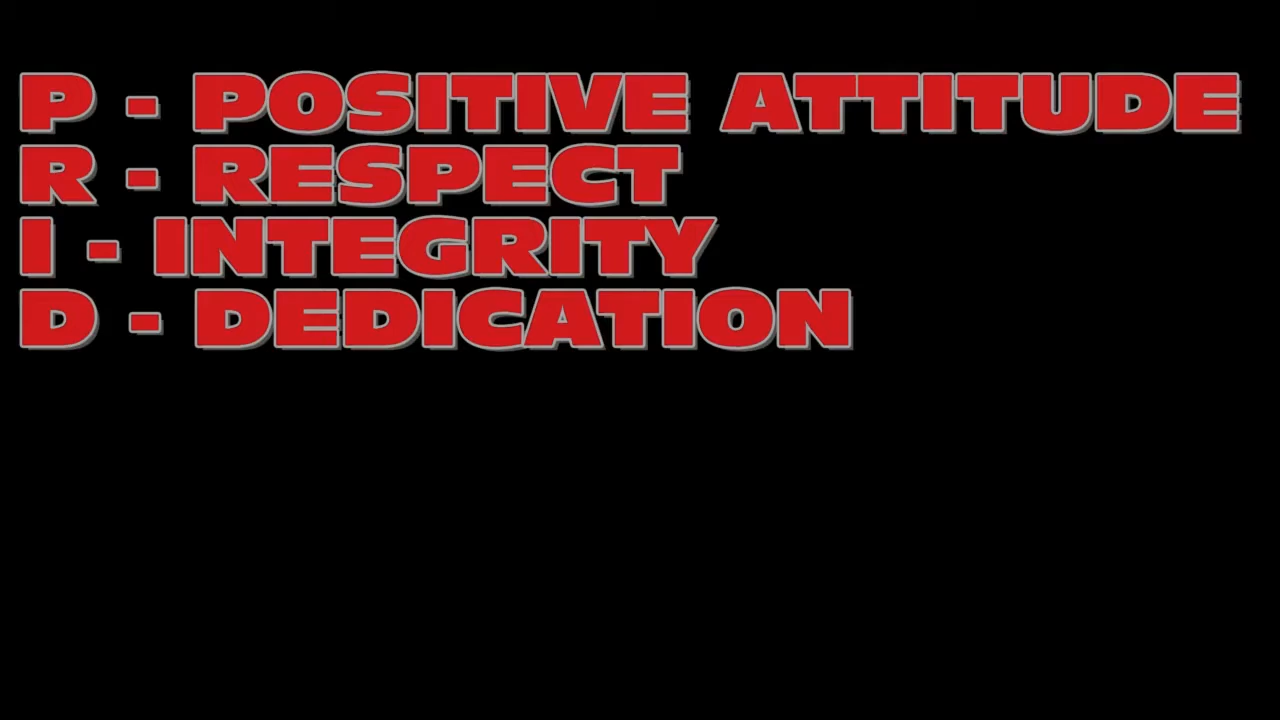 P - POSITIVE ATTITUDE
R - RESPECT
I - INTEGRITY
D - DEDICATION